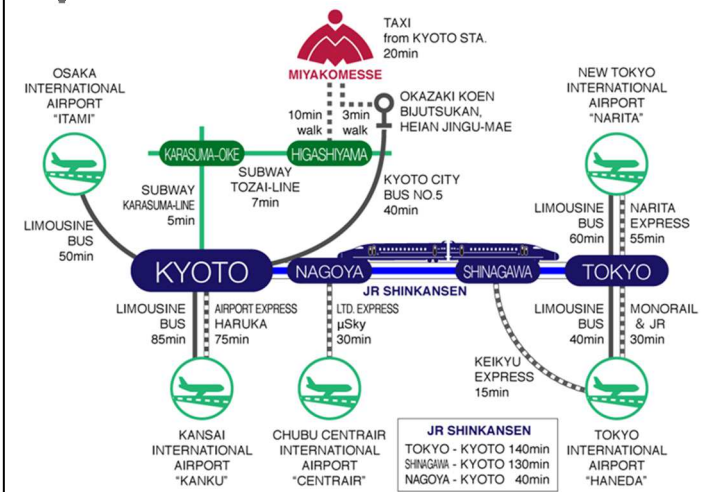 TAXI
from KYOTO STA.
20min
MIYAKOMESSE
OSAKA
INTERNATIONAL
AIRPORT
"ITAMI"
NEW TOKYO
INTERNATIONAL
AIRPORT
"NARITA"
10min
walk
3min
walk
OKAZAKI KOEN
BIJUTSUKAN,
HEIAN JINGU-MAE
KARASUMA-OIKE
HIGASHIYAMA
SUBWAY
TOZAI-LINE
7min
SUBWAY
KARASUMA-LINE
5min
KYOTO CITY
BUS NO.5
40min
LIMOUSINE
BUS
50min
LIMOUSINE
BUS
60min
NARITA
EXPRESS
55min
KYOTO
NAGOYA
SHINAGAWA
TOKYO
JR SHINKANSEN
LIMOUSINE
BUS
85min
AIRPORT EXPRESS
HARUKA
75min
LTD. EXPRESS
μSky
30min
KEIKYU
EXPRESS
15min
LIMOUSINE
BUS
40min
MONORAIL
& JR
30min
KANSAI
INTERNATIONAL
AIRPORT
"KANKU"
CHUBU CENTRAIR
INTERNATIONAL
AIRPORT
"CENTRAIR"
JR SHINKANSEN
TOKYO - KYOTO 140min
SHINAGAWA - KYOTO 130min
NAGOYA - KYOTO 40min
TOKYO
INTERNATIONAL
AIRPORT
"HANEDA"